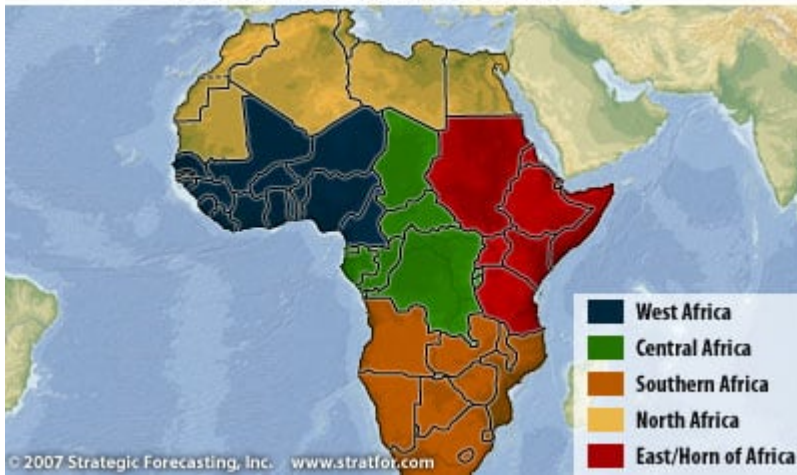 West Africa
Central Africa
Southern Africa
North Africa
East/Horn of Africa
© 2007 Strategic Forecasting, Inc. www.stratfor.com